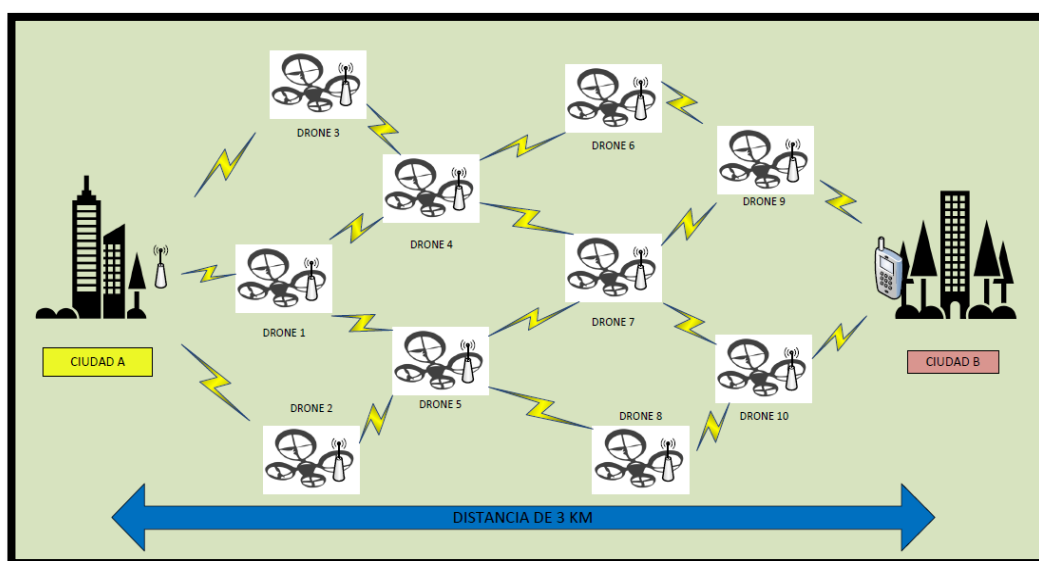 DRONE 3
DRONE 6
DRONE 9
DRONE 4
DRONE 1
DRONE 7
CIUDAD A
CIUDAD B
DRONE 5
DRONE 2
DRONE 8
DRONE 10
DISTANCIA DE 3 KM